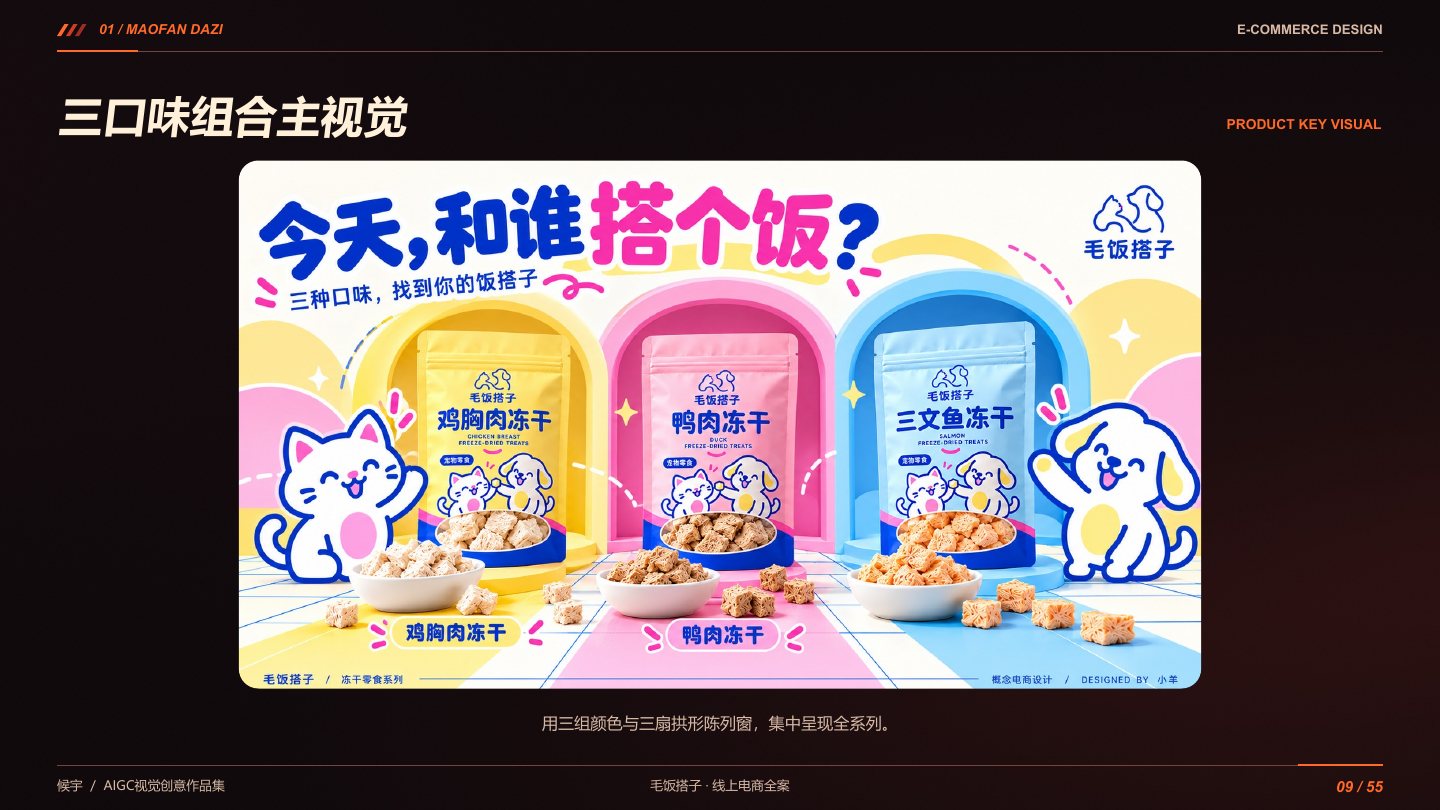 01 / MAOFAN DAZI
E-COMMERCE DESIGN
三口味组合主视觉
PRODUCT KEY VISUAL
今天,和谁搭个饭?
三种口味，找到你的饭搭子
毛饭搭子
毛饭搭子
鸡胸肉冻干
CHICKEN BREAST
FREEZE-DRIED TREATS
宠物零食
毛饭搭子
鸭肉冻干
DUCK
FREEZE-DRIED TREATS
宠物零食
毛饭搭子
三文鱼冻干
SALMON
FREEZE-DRIED TREATS
宠物零食
鸡胸肉冻干
鸭肉冻干
毛饭搭子 / 冻干零食系列
概念电商设计 / DESIGNED BY 小羊
用三组颜色与三扇拱形陈列窗，集中呈现全系列。
候宇 / AIGC视觉创意作品集
毛饭搭子 · 线上电商全案
09 / 55